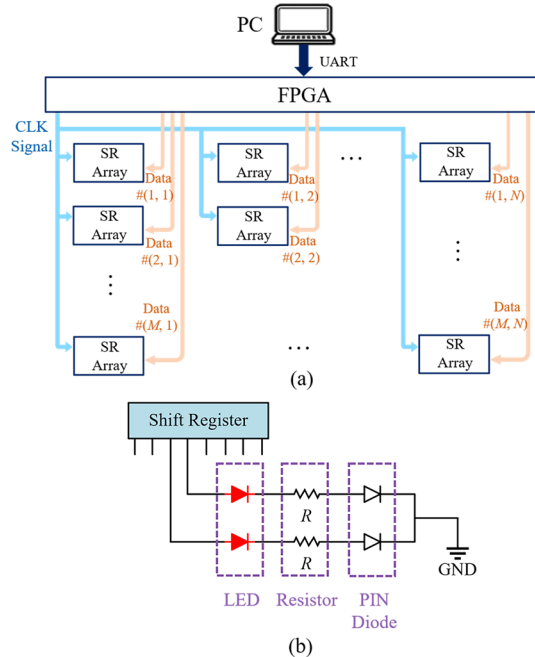 PC
UART
FPGA
CLK
Signal
SR
Array
Data
#(1, 1)
SR
Array
Data
#(1, 2)
...
SR
Array
Data
#(1, N)
SR
Array
Data
#(2, 1)
SR
Array
Data
#(2, 2)
Data
#(M, 1)
SR
Array
...
Data
#(M, N)
SR
Array
(a)
Shift Register
R
R
GND
LED
Resistor
PIN
Diode
(b)